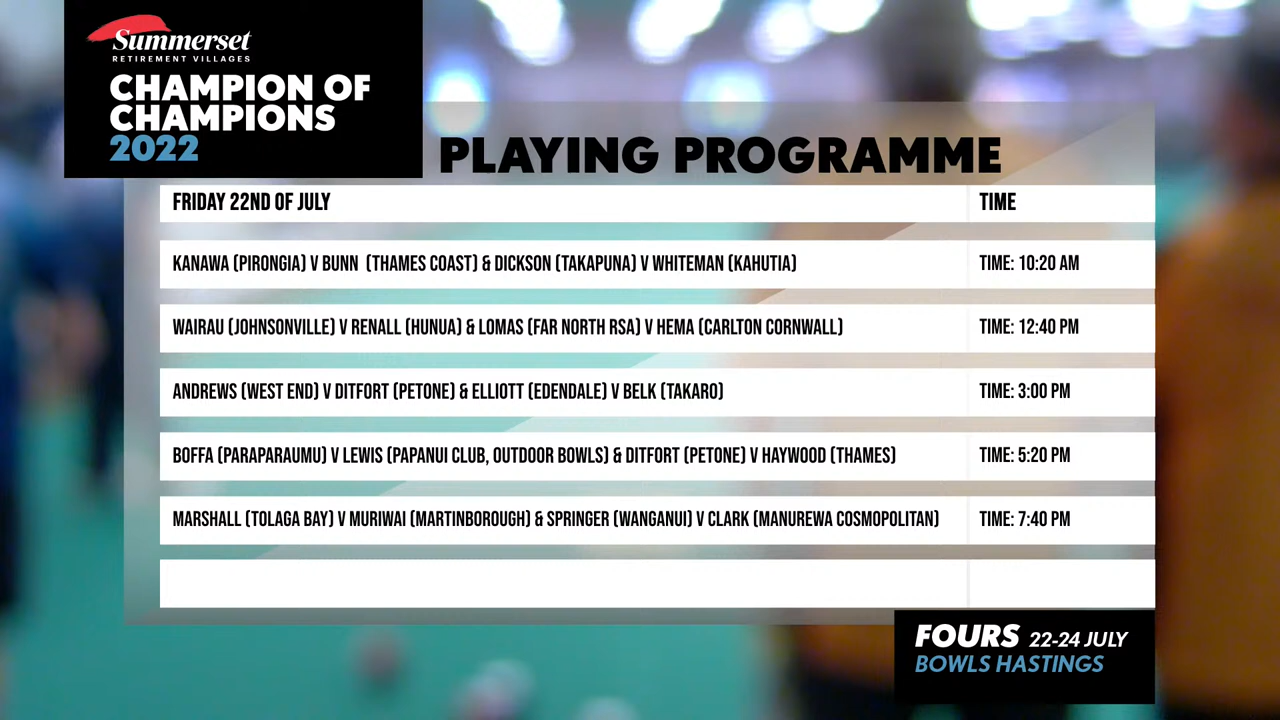 Summerset
RETIREMENT VILLAGES
CHAMPION OF
CHAMPIONS
2022
PLAYING PROGRAMME
FRIDAY 22ND OF JULY TIME
KANAWA (PIRONGIA) V BUNN (THAMES COAST) & DICKSON (TAKAPUNA) V WHITEMAN (KAHUTIA) TIME: 10:20 AM
WAIRAU (JOHNSONVILLE) V RENALL (HUNUA) & LOMAS (FAR NORTH RSA) V HEMA (CARLTON CORNWALL) TIME: 12:40 PM
ANDREWS (WEST END) V DITFORT (PETONE) & ELLIOTT (EDENDALE) V BELK (TAKARO) TIME: 3:00 PM
BOFFA (PARAPARAUMU) V LEWIS (PAPANUI CLUB, OUTDOOR BOWLS) & DITFORT (PETONE) V HAYWOOD (THAMES) TIME: 5:20 PM
MARSHALL (TOLAGA BAY) V MURIWAI (MARTINBOROUGH) & SPRINGER (WANGANUI) V CLARK (MANUREWA COSMOPOLITAN) TIME: 7:40 PM
FOURS 22-24 JULY
BOWLS HASTINGS